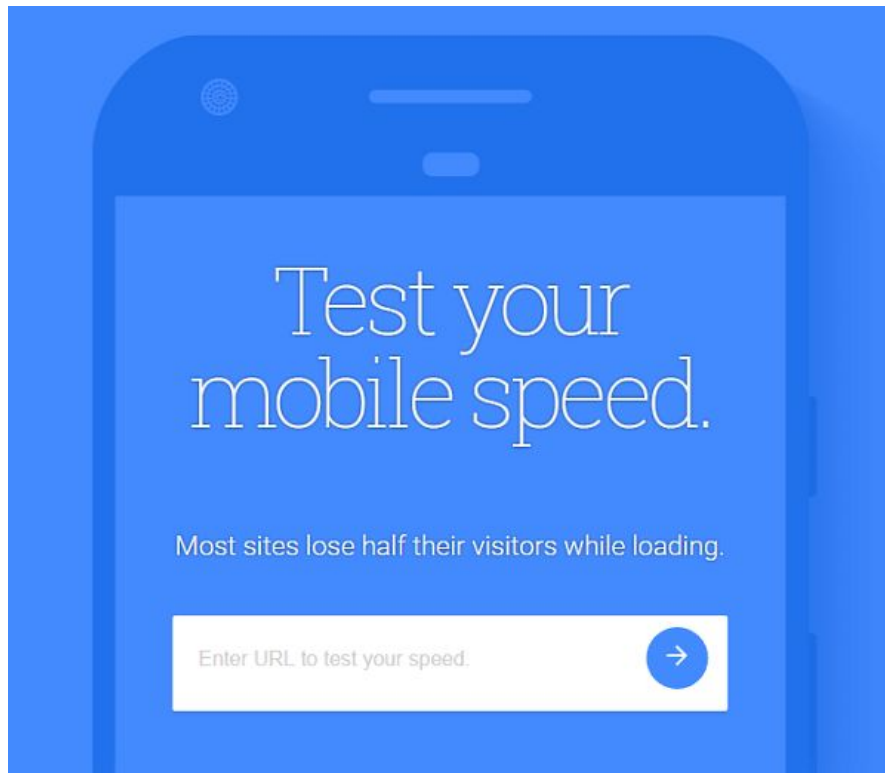 Test your
mobile speed.
Most sites lose half their visitors while loading.
Enter URL to test your speed.